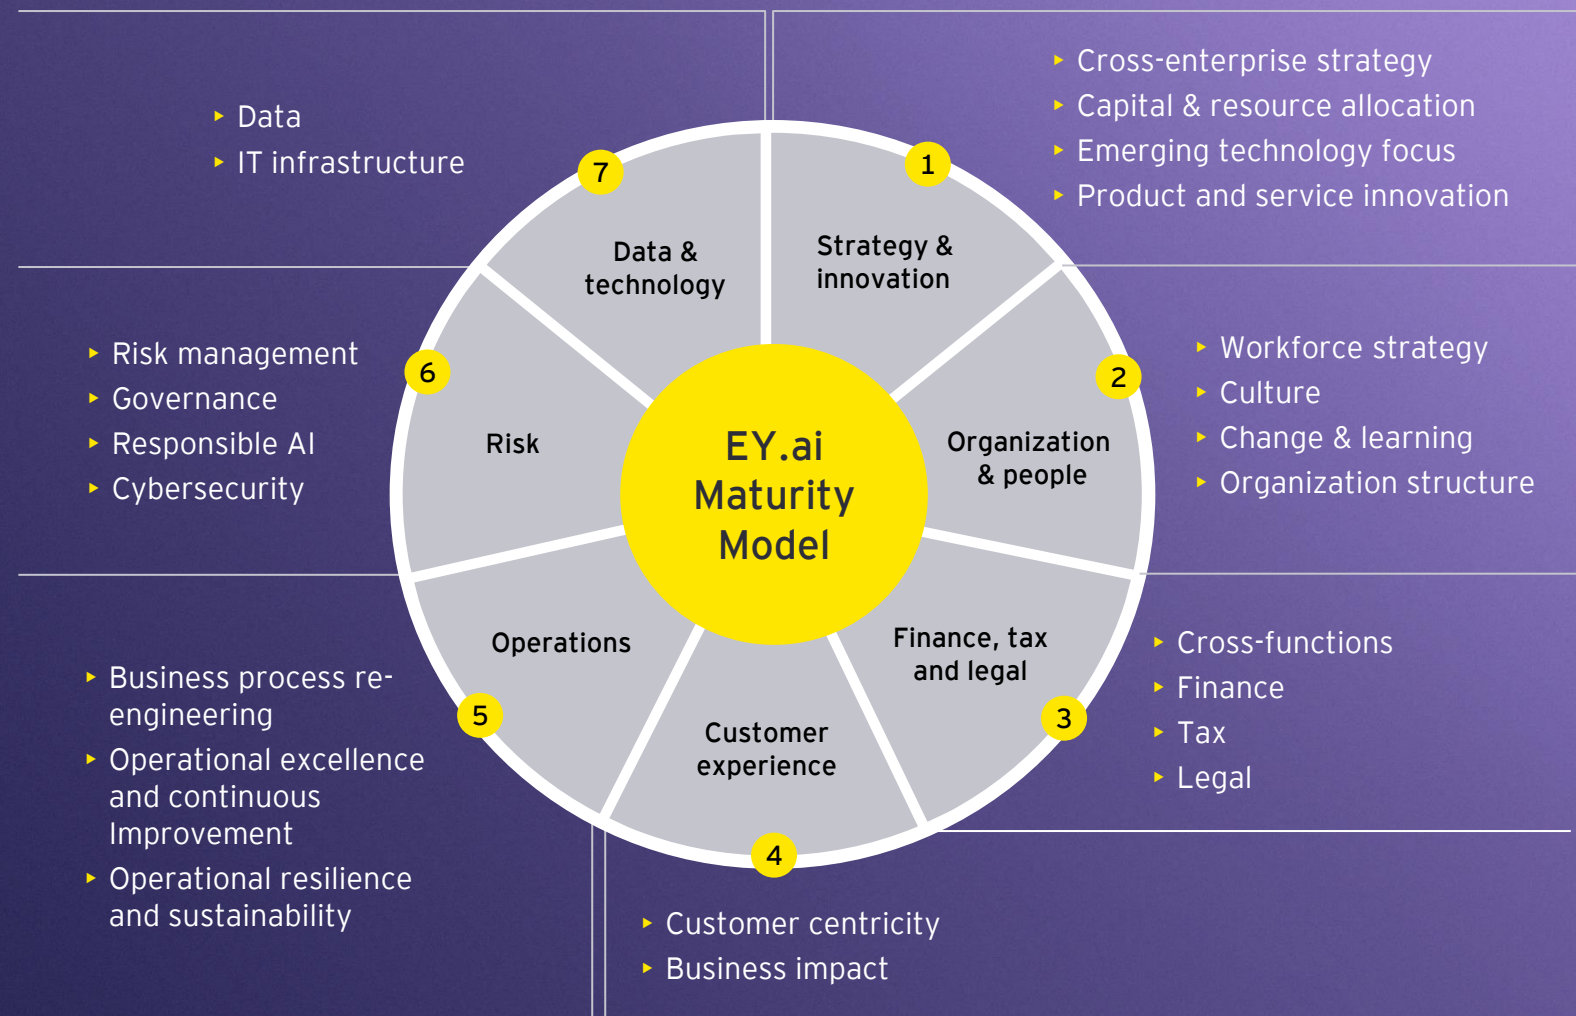 Data
IT infrastructure
Cross-enterprise strategy
Capital & resource allocation
Emerging technology focus
Product and service innovation
7
1
Data &
technology
Strategy &
innovation
Risk management
Governance
Responsible AI
Cybersecurity
6
Risk
EY.ai
Maturity
Model
2
Organization
& people
Workforce strategy
Culture
Change & learning
Organization structure
Business process re-
engineering
Operational excellence
and continuous
Improvement
Operational resilience
and sustainability
5
Operations
Customer
experience
4
Finance, tax
and legal
3
Cross-functions
Finance
Tax
Legal
Customer centricity
Business impact